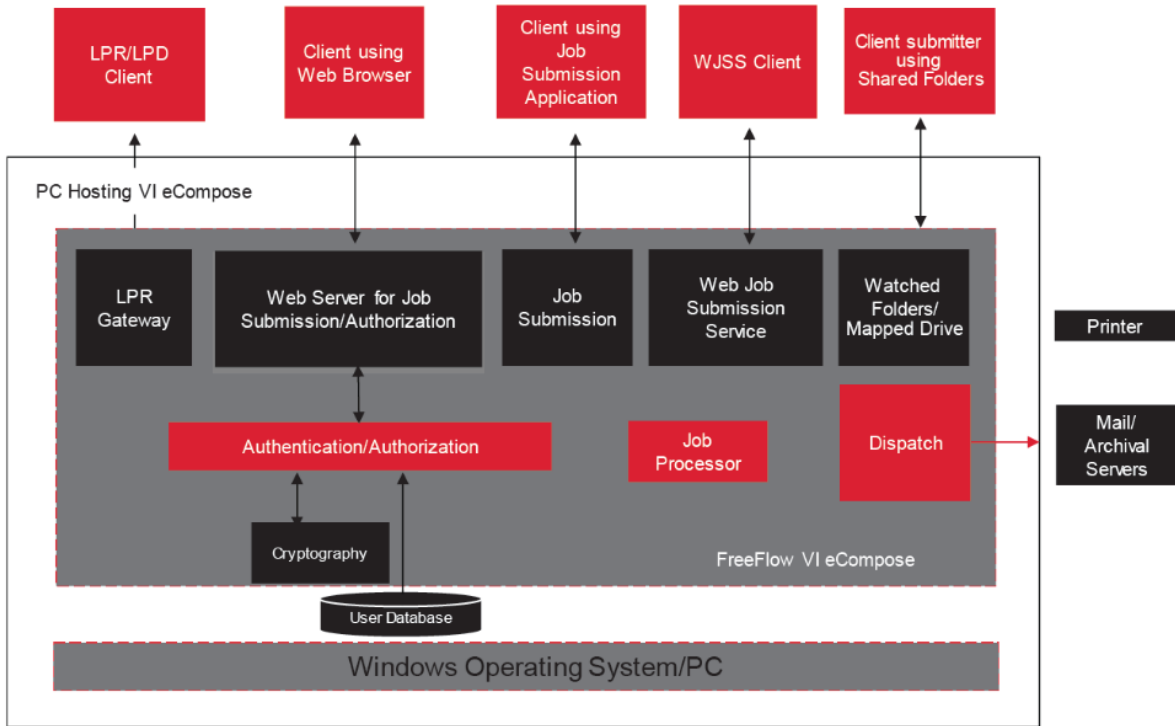 LPR/LPD
Client
Client using
Web Browser
Client using
Job
Submission
Application
WJSS Client
Client submitter
using
Shared Folders
PC Hosting VI eCompose
LPR
Gateway
Web Server for Job
Submission/Authorization
Job
Submission
Web Job
Submission
Service
Watched
Folders/
Mapped Drive
Printer
Authentication/Authorization
Job
Processor
Dispatch
Mail/
Archival
Servers
Cryptography
FreeFlow VI eCompose
User Database
Windows Operating System/PC